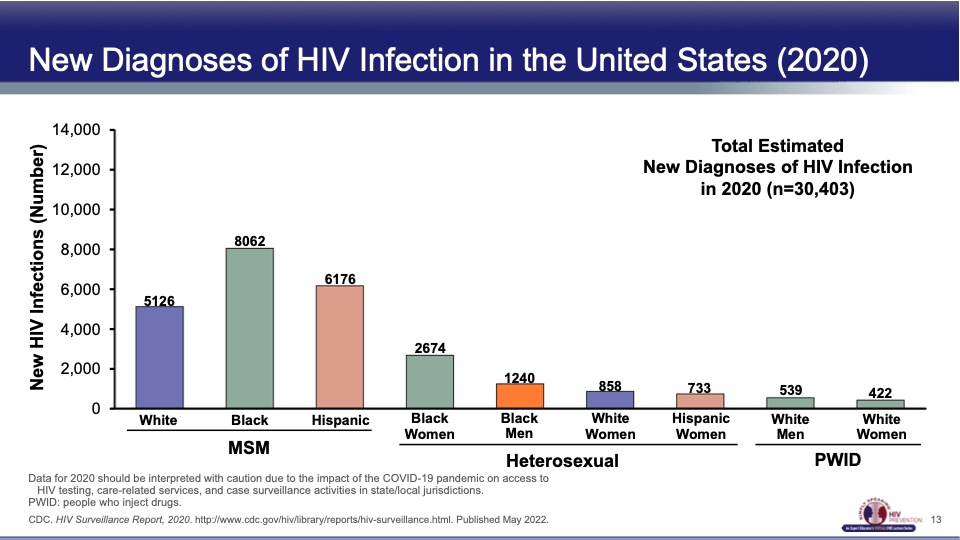 New Diagnoses of HIV Infection in the United States (2020)
Total Estimated
New Diagnoses of HIV Infection
in 2020 (n=30,403)
New HIV Infections (Number)
14,000
12,000
10,000
8,000
6,000
4,000
2,000
0
5126
8062
6176
2674
1240
858
733
539
422
White
Black
Hispanic
Black
Women
Black
Men
White
Women
Hispanic
Women
White
Men
White
Women
MSM
Heterosexual
PWID
Data for 2020 should be interpreted with caution due to the impact of the COVID-19 pandemic on access to
HIV testing, care-related services, and case surveillance activities in state/local jurisdictions.
PWID: people who inject drugs.
CDC. HIV Surveillance Report, 2020. http://www.cdc.gov/hiv/library/reports/hiv-surveillance.html. Published May 2022.
SIMPLY SPEAKING
HIV
PREVENTION
13